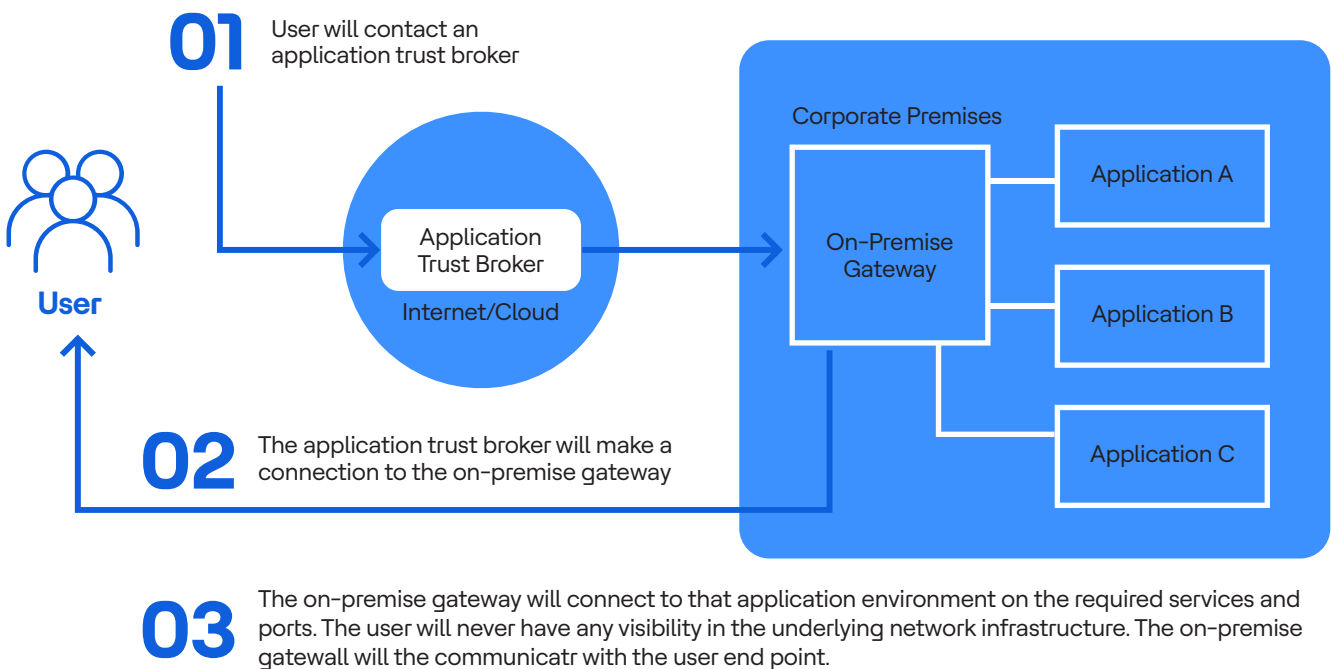 01
User will contact an
application trust broker
Corporate Premises
Application A
Application
Trust Broker
On-Premise
Gateway
User
Internet/Cloud
Application B
02
The application trust broker will make a
connection to the on-premise gateway
Application C
03
The on-premise gateway will connect to that application environment on the required services and
ports. The user will never have any visibility in the underlying network infrastructure. The on-premise
gatewall will the communicatr with the user end point.